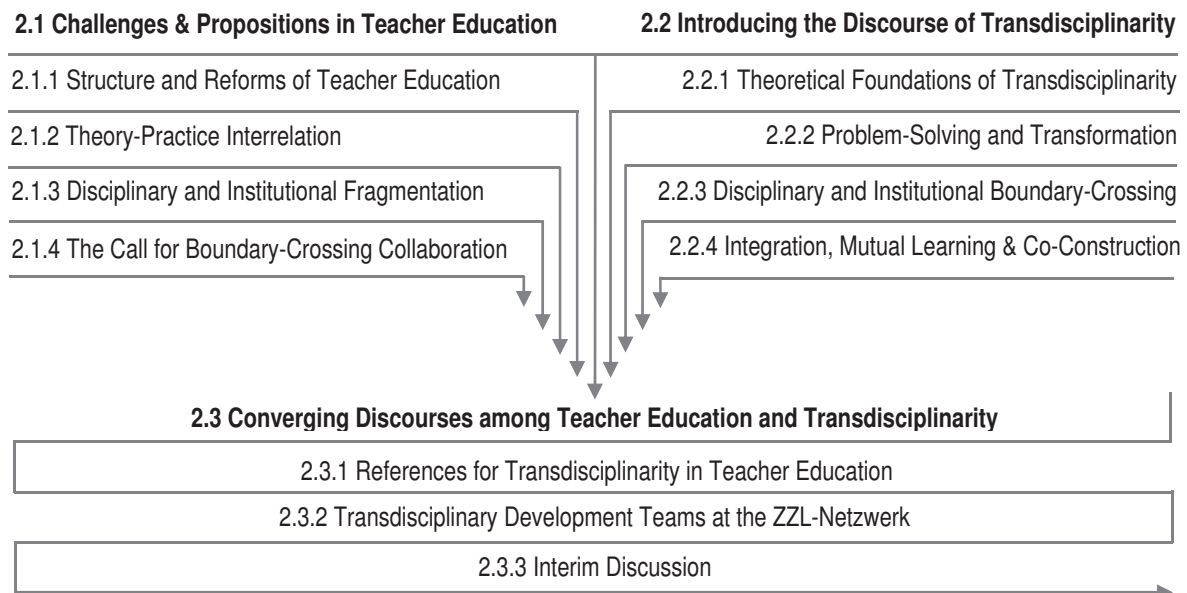 2.1 Challenges & Propositions in Teacher Education
2.1.1 Structure and Reforms of Teacher Education
2.1.2 Theory-Practice Interrelation
2.1.3 Disciplinary and Institutional Fragmentation
2.1.4 The Call for Boundary-Crossing Collaboration
2.2 Introducing the Discourse of Transdisciplinarity
2.2.1 Theoretical Foundations of Transdisciplinarity
2.2.2 Problem-Solving and Transformation
2.2.3 Disciplinary and Institutional Boundary-Crossing
2.2.4 Integration, Mutual Learning & Co-Construction
2.3 Converging Discourses among Teacher Education and Transdisciplinarity
2.3.1 References for Transdisciplinarity in Teacher Education
2.3.2 Transdisciplinary Development Teams at the ZZL-Netzwerk
2.3.3 Interim Discussion